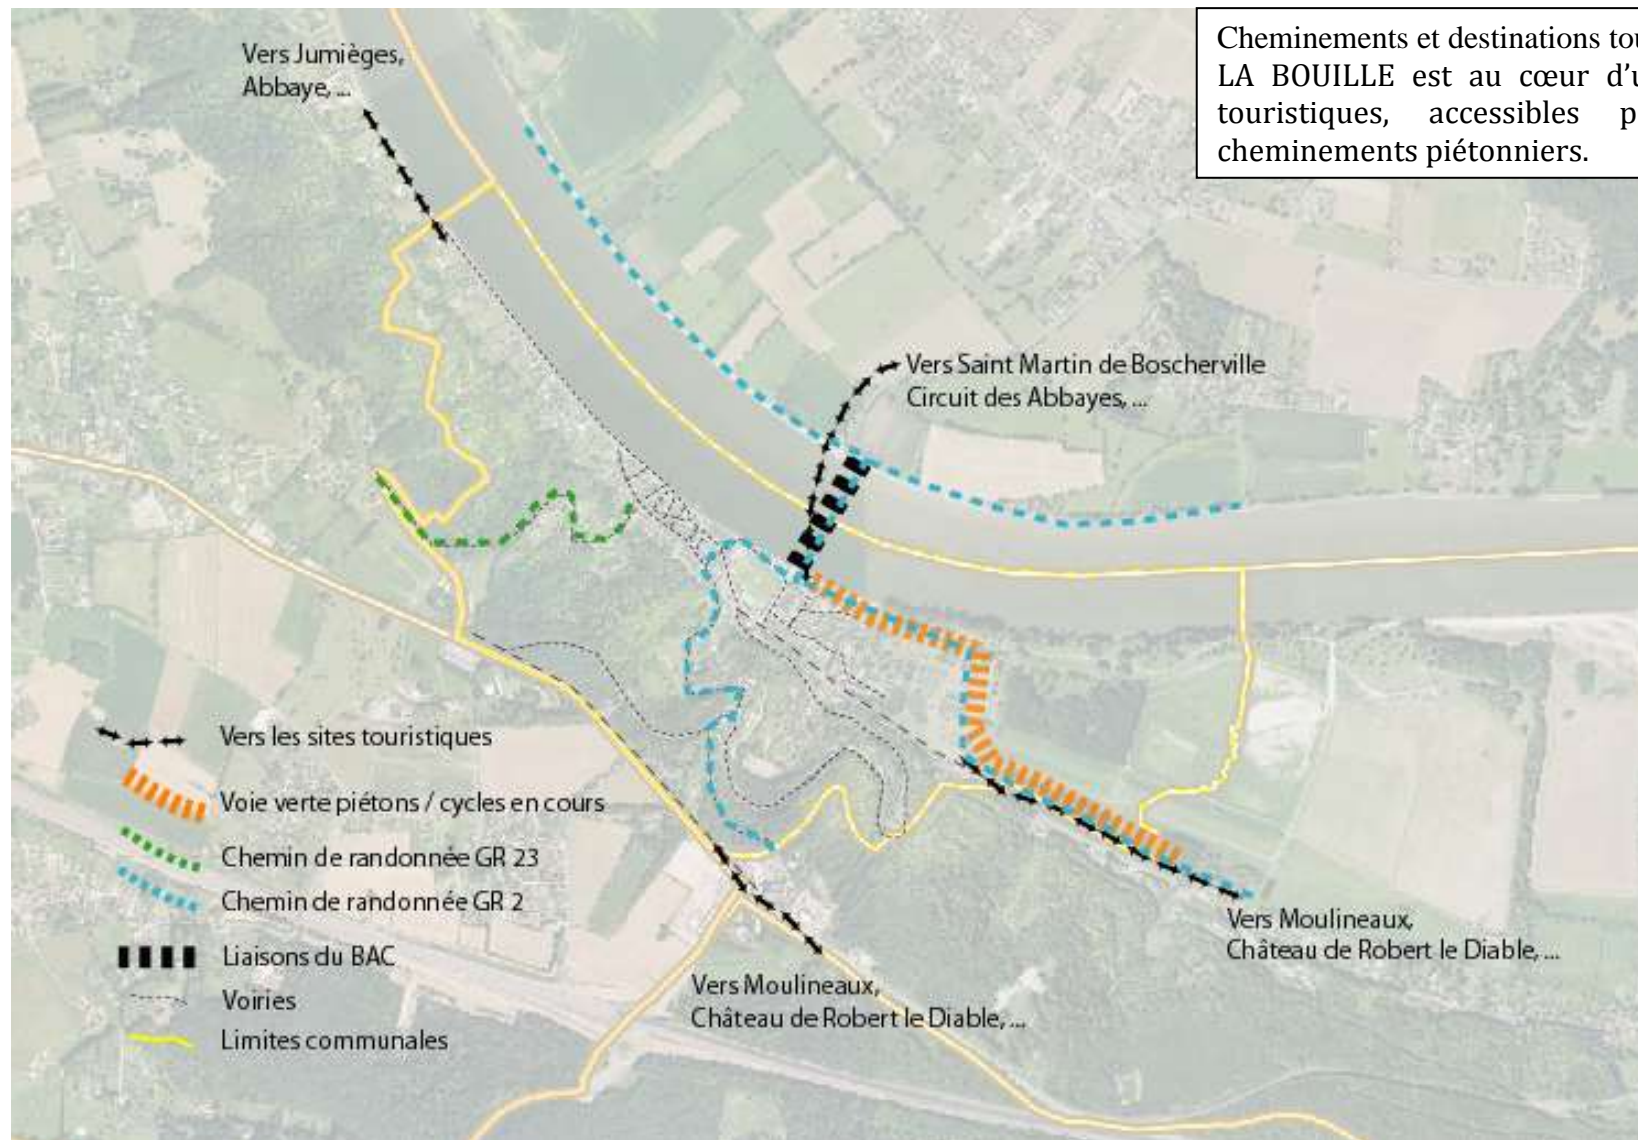 Cheminements et destinations
LA BOUILLE est au cœur
touristiques, accessibles
cheminements piétonniers.
Vers Jumièges,
Abbaye, ...
Vers Saint Martin de Boscherville
Circuit des Abbayes, ...
Vers les sites touristiques
Voie verte piétons / cycles en cours
Chemin de randonnée GR 23
Chemin de randonnée GR 2
Liaisons du BAC
Voiries
Limites communales
Vers Moulineaux,
Château de Robert le Diable, ...
Vers Moulineaux,
Château de Robert le Diable, ...